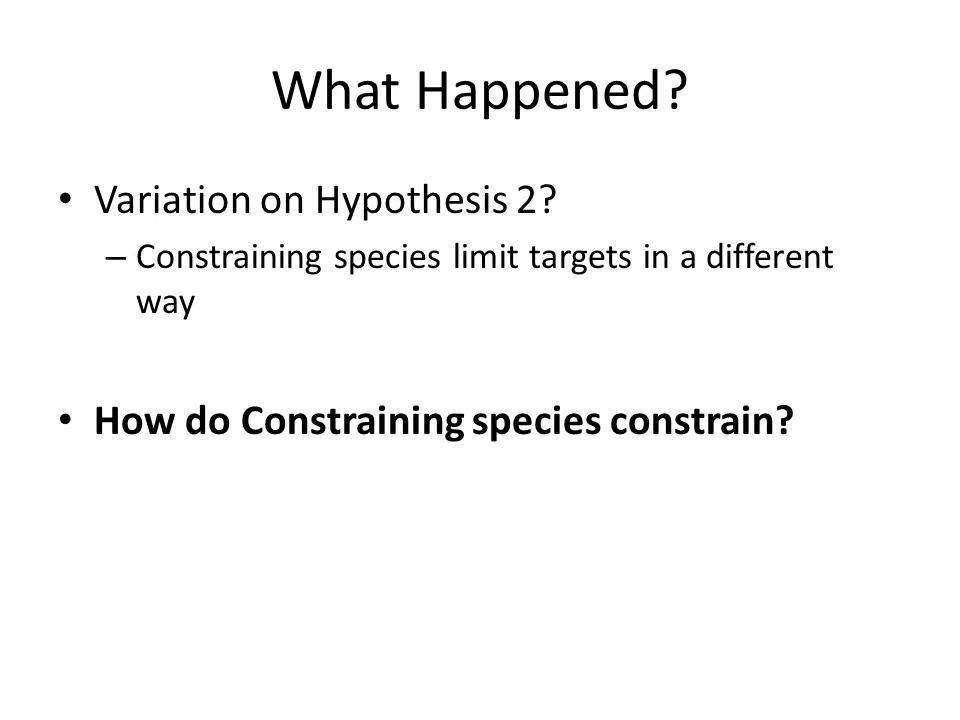 What Happened?
• Variation on Hypothesis 2?
– Constraining species limit targets in a different
way
• How do Constraining species constrain?